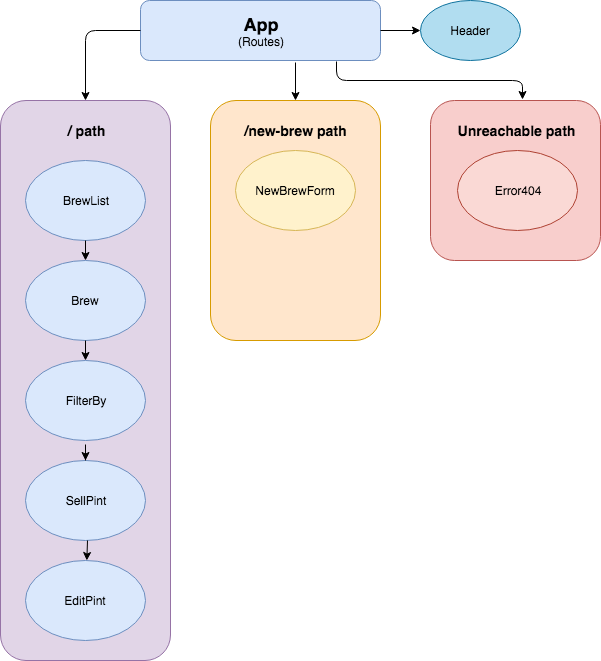 App
(Routes)
Header
/ path
BrewList
Brew
FilterBy
SellPint
EditPint
/new-brew path
NewBrewForm
Unreachable path
Error404